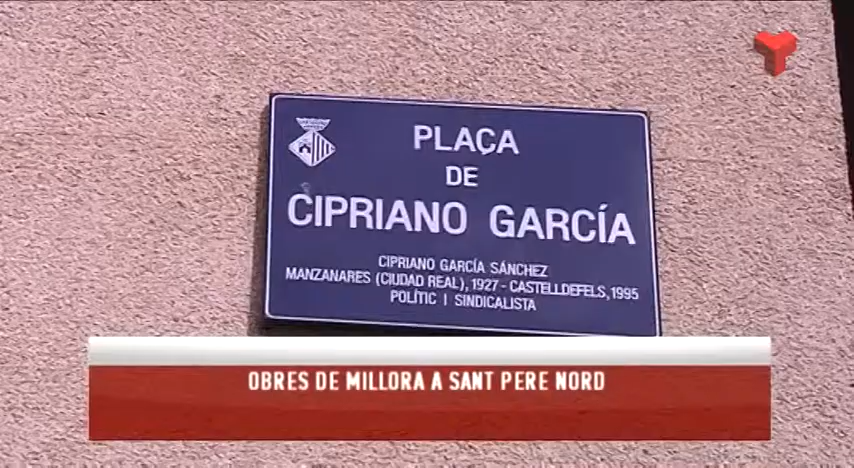 PLAÇA
DE
CIPRIANO GARCÍA
CIPRIANO GARCÍA SÁNCHEZ
MANZANARES (CIUDAD REAL), 1927 - CASTELLDEFELS, 1995
POLÍTIC I SINDICALISTA
OBRES DE MILLORA A SANT PERE NORD